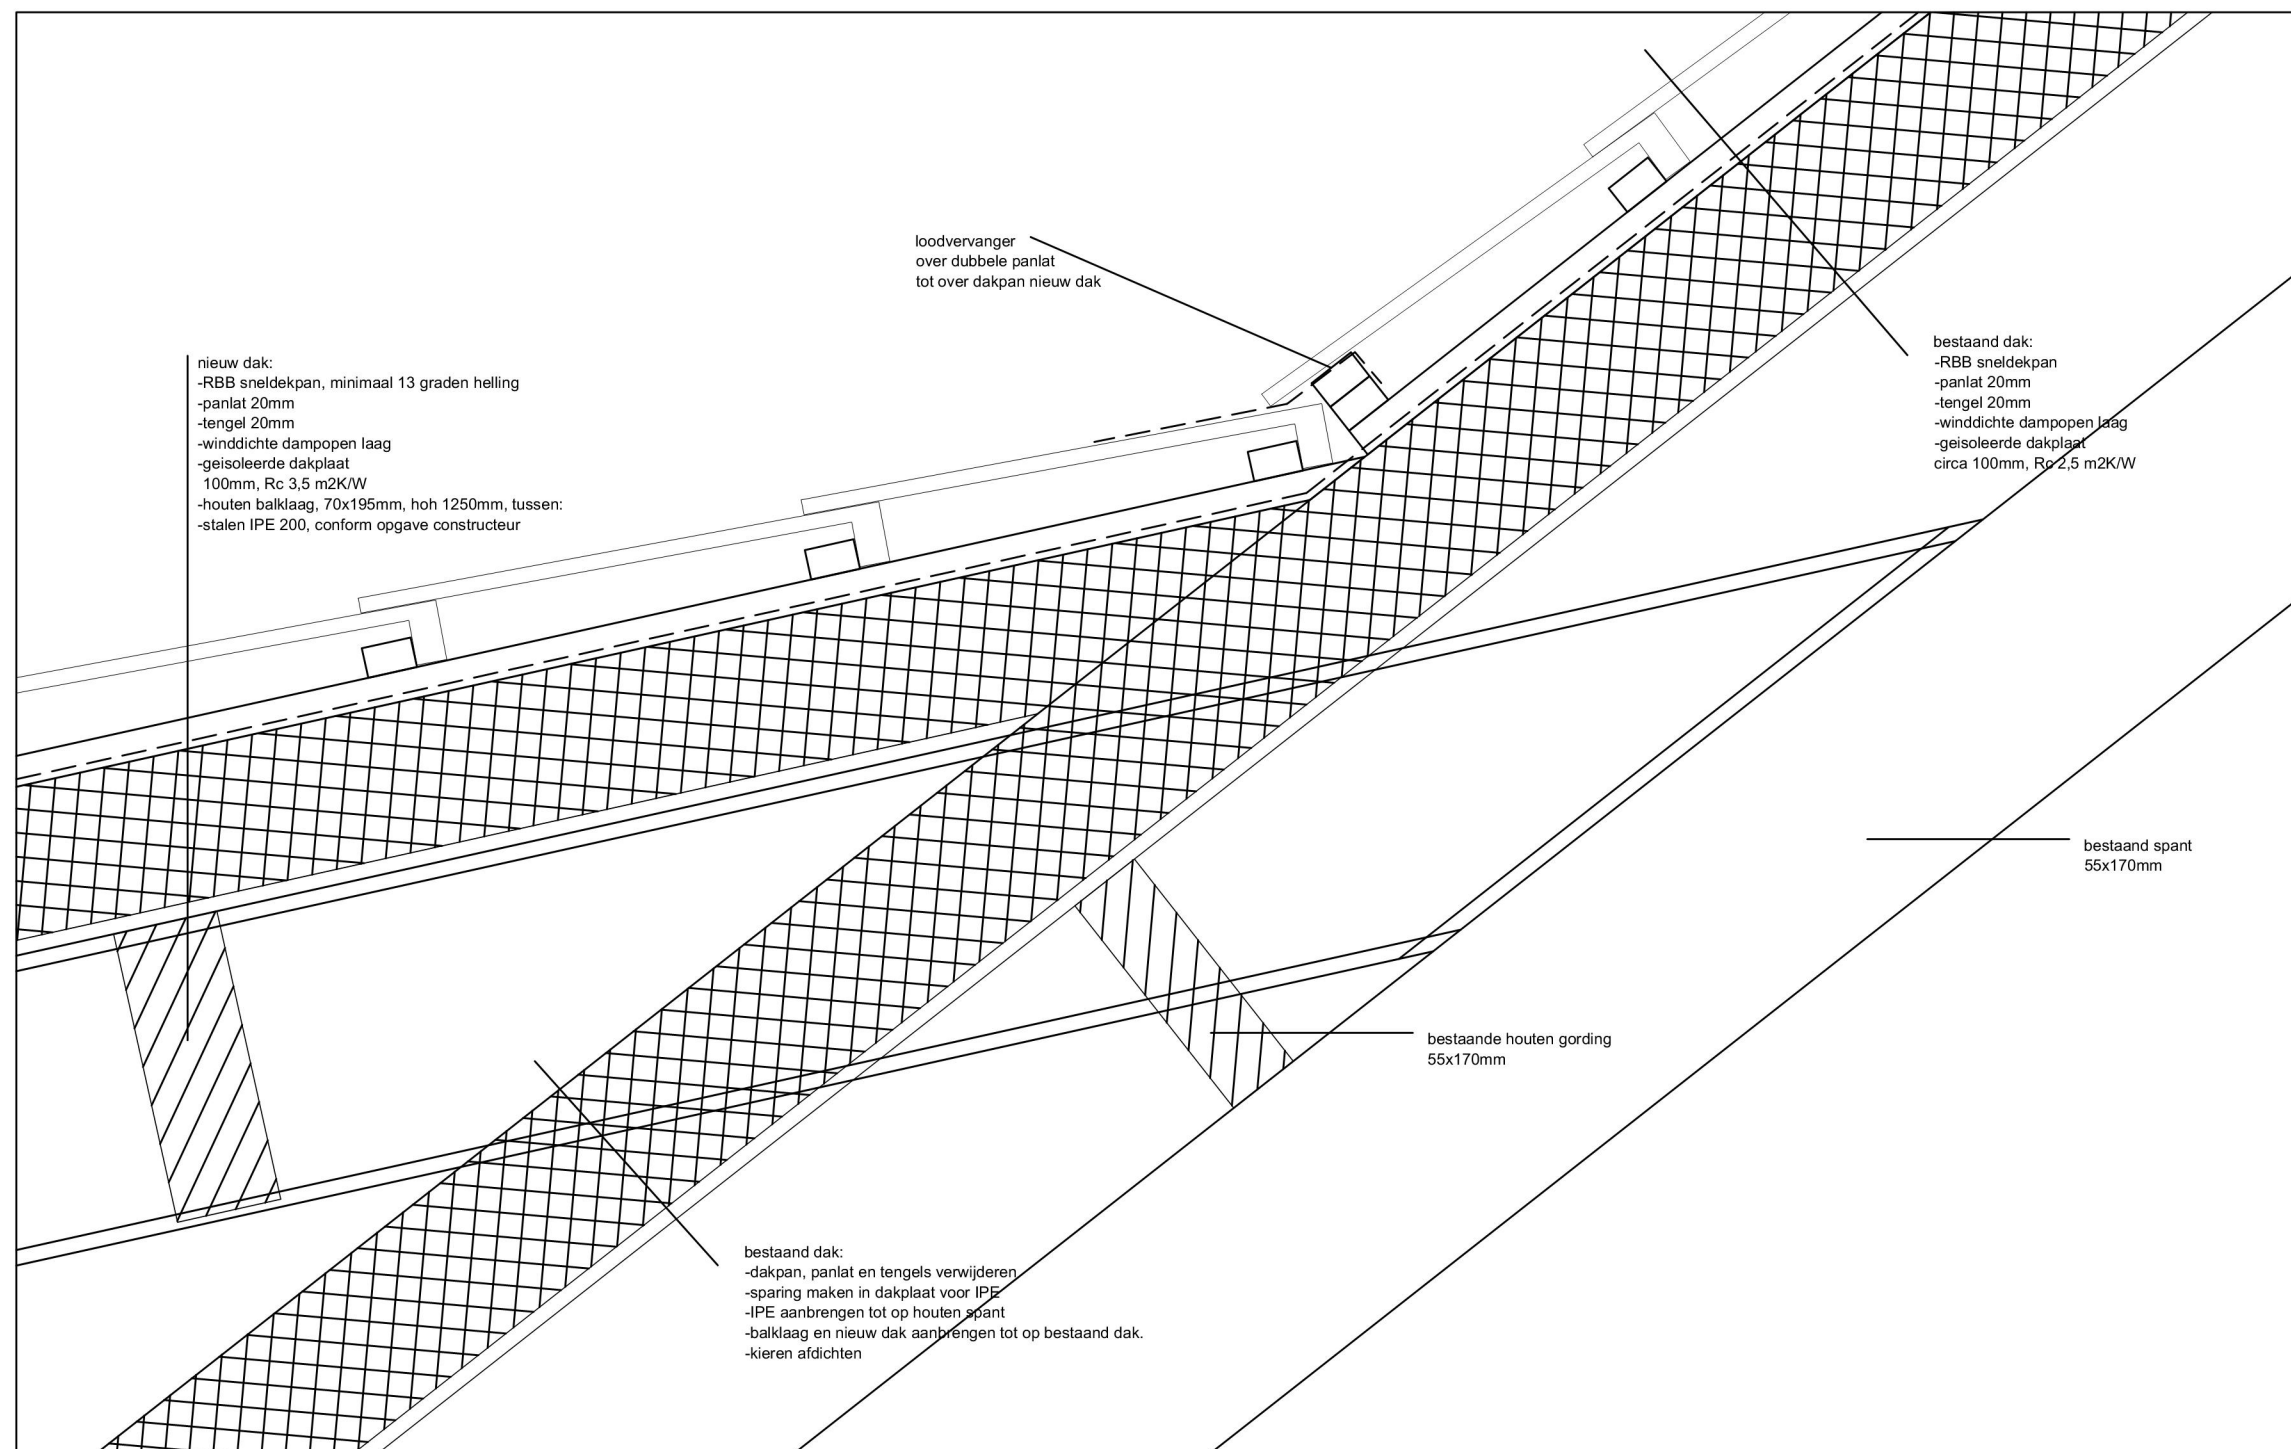 loodvervanger
over dubbele panlat
tot over dakpan nieuw dak
nieuw dak:
-RBB sneldekpan, minimaal 13 graden helling
-panlat 20mm
-tengel 20mm
-winddichte dampopen laag
-geisoleerde dakplaat
100mm, Rc 3,5 m2K/W
-houten balklaag, 70x195mm, hoh 1250mm, tussen:
-stalen IPE 200, conform opgave constructeur
bestaand dak:
-RBB sneldekpan
-panlat 20mm
-tengel 20mm
-winddichte dampopen laag
-geisoleerde dakplaat
circa 100mm, Rc 2,5 m2K/W
bestaand spant
55x170mm
bestaande houten gording
55x170mm
bestaand dak:
-dakpan, panlat en tengels verwijderen
-sparing maken in dakplaat voor IPE
-IPE aanbrengen tot op houten spant
-balklaag en nieuw dak aanbrengen tot op bestaand dak.
-kieren afdichten